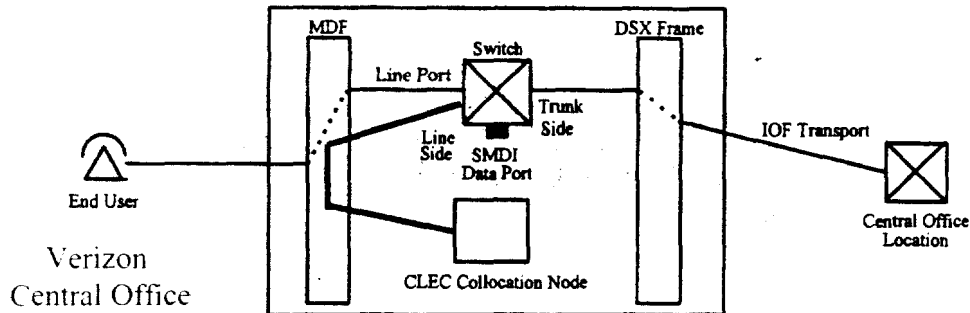 MDF
DSX Frame
Switch
Line Port
Trunk
Side
Line
Side
SMDI
Data Port
IOF Transport
End User
Central Office
Location
CLEC Collocation Node
Verizon
Central Office